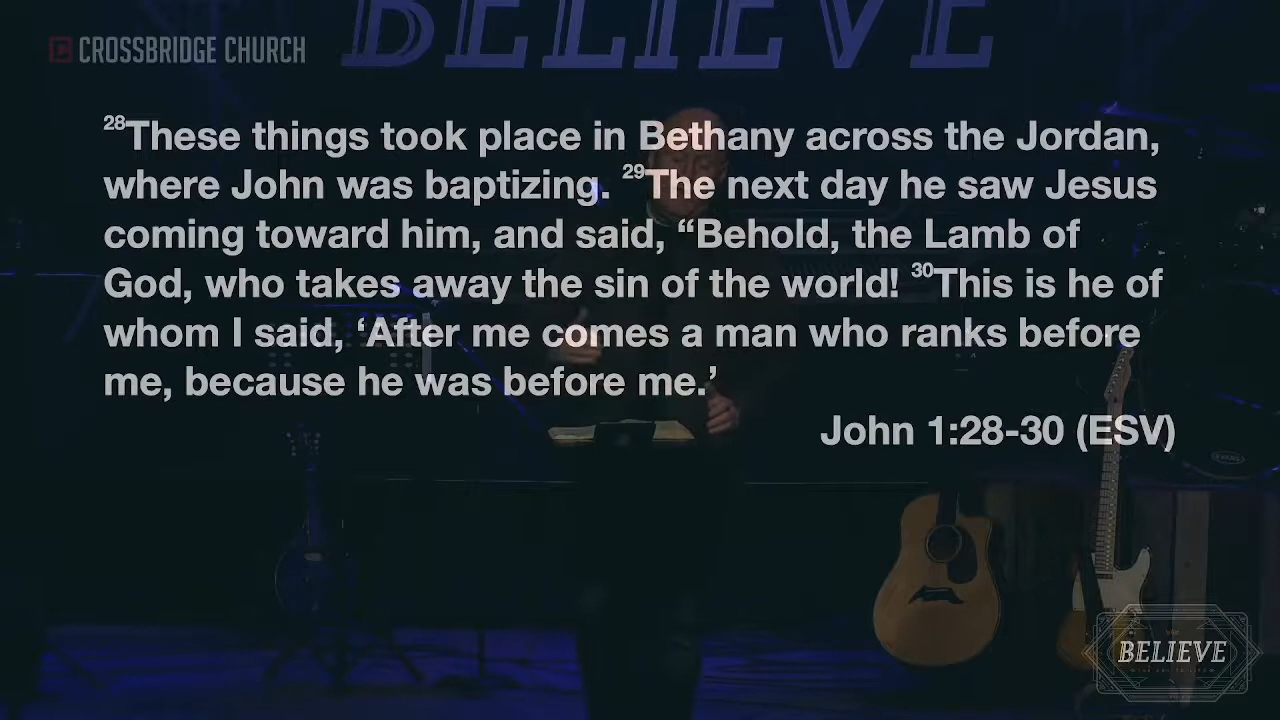 BELIEVE
CROSSBRIDGE CHURCH
28These things took place in Bethany across the Jordan,
where John was baptizing. 29The next day he saw Jesus
coming toward him, and said, “Behold, the Lamb of
God, who takes away the sin of the world! 30This is he of
whom I said, ‘After me comes a man who ranks before
me, because he was before me.’
John 1:28-30 (ESV)
EVANS
BELIEVE